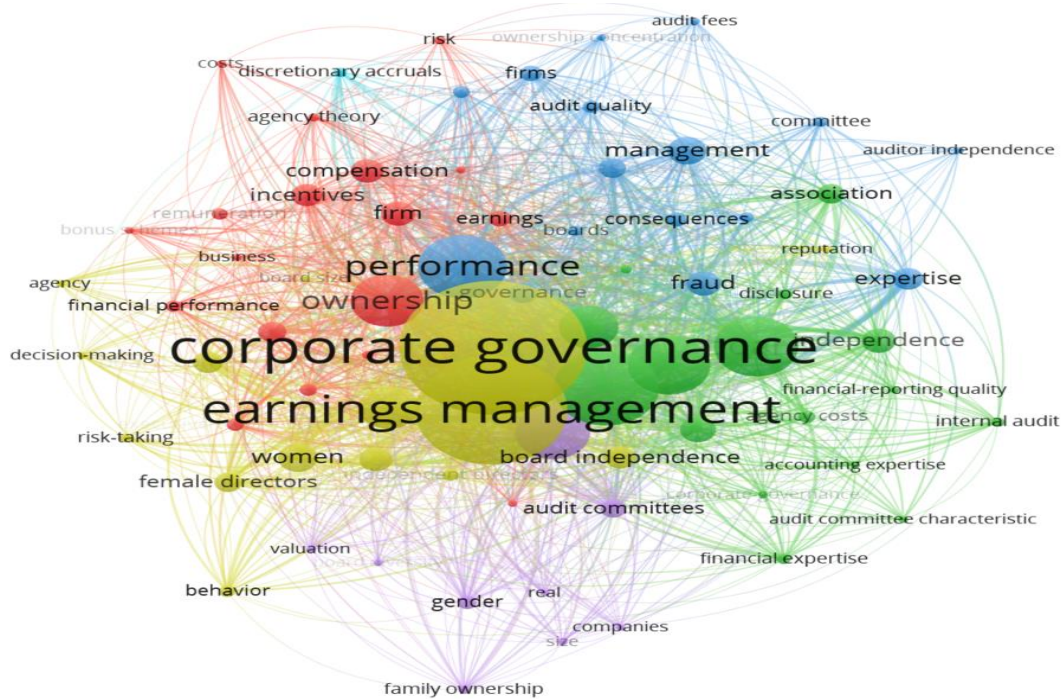 audit fees
ownership concentration
risk
costs
discretionary accruals
firms
audit quality
agency theory
committee
management
auditor independence
compensation
incentives
association
remuneration
firm
earnings
consequences
bonus schemes
boards
reputation
business
performance
board size
agency
governance
fraud
expertise
disclosure
financial performance
ownership
independence
corporate governance
decision-making
financial-reporting quality
earnings management
agency costs
internal audit
risk-taking
women
board independence
accounting expertise
female directors
independent directors
corporate governance
audit committees
audit committee characteristic
valuation
financial expertise
behavior
gender
real
companies
size
family ownership